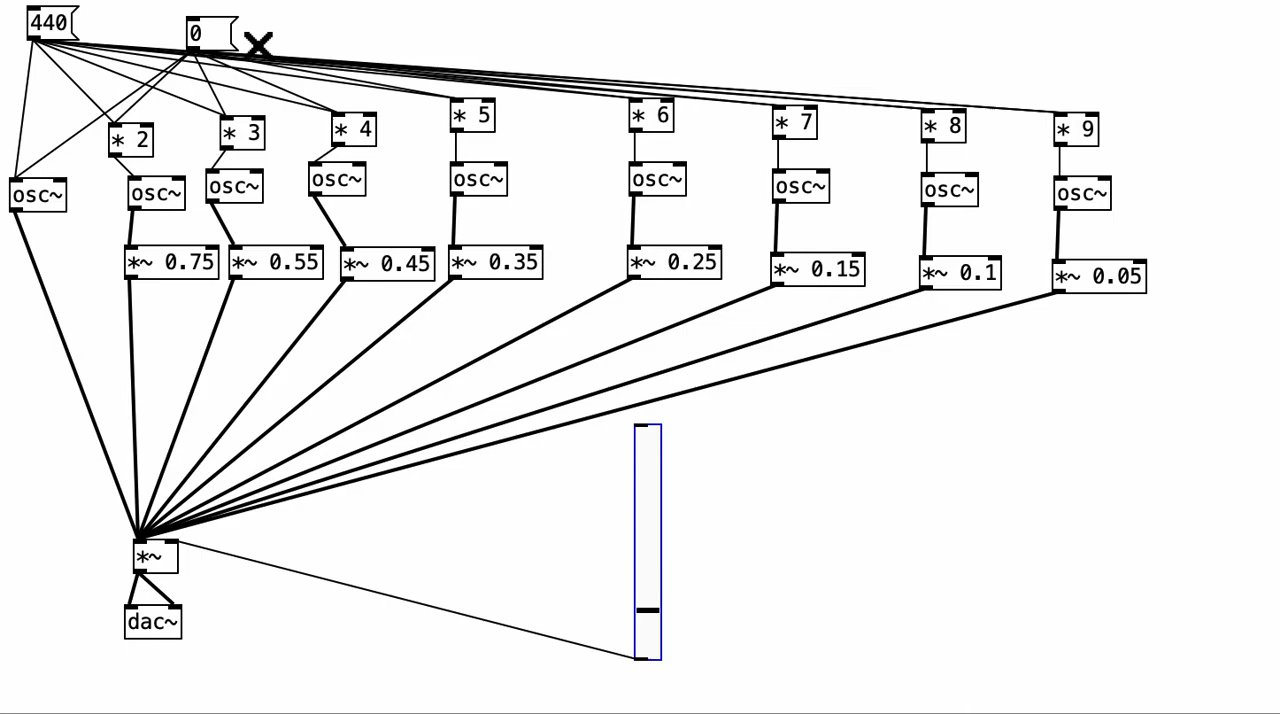 440
0
* 2
* 3
* 4
* 5
* 6
* 7
* 8
* 9
osc~
osc~
osc~
osc~
osc~
osc~
osc~
osc~
osc~
*~ 0.75
*~ 0.55
*~ 0.45
*~ 0.35
*~ 0.25
*~ 0.15
*~ 0.1
*~ 0.05
*~
dac~